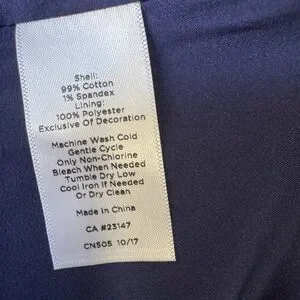 Shell:
99% Cotton
1% Spandex
Lining:
100% Polyester
Exclusive Of Decoration
Machine Wash Cold
Gentle Cycle
Only Non-Chlorine
Bleach When Needed
Tumble Dry Low
Cool Iron If Needed
Or Dry Clean
Made In China
CA #23147
CN505 10/17